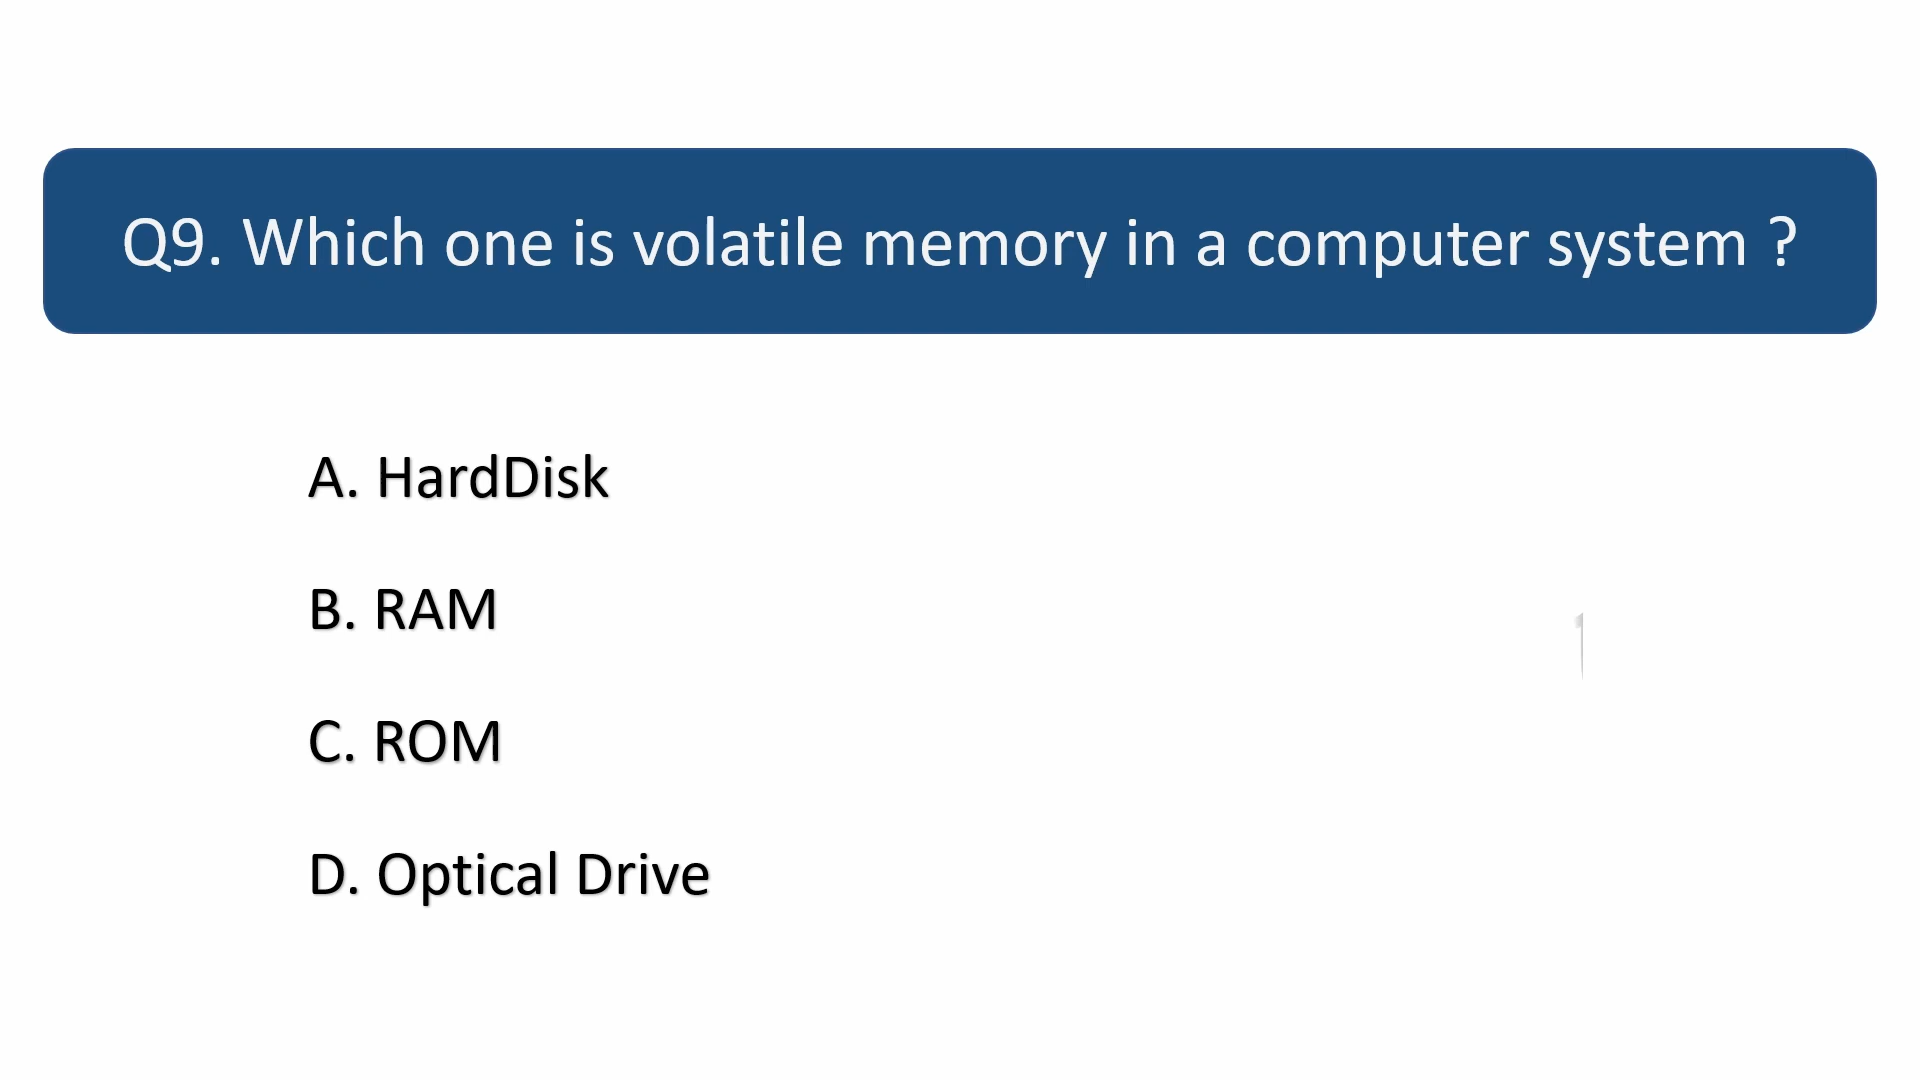 Q9. Which one is volatile memory in a computer system ?
A. HardDisk
B. RAM
C. ROM
D. Optical Drive